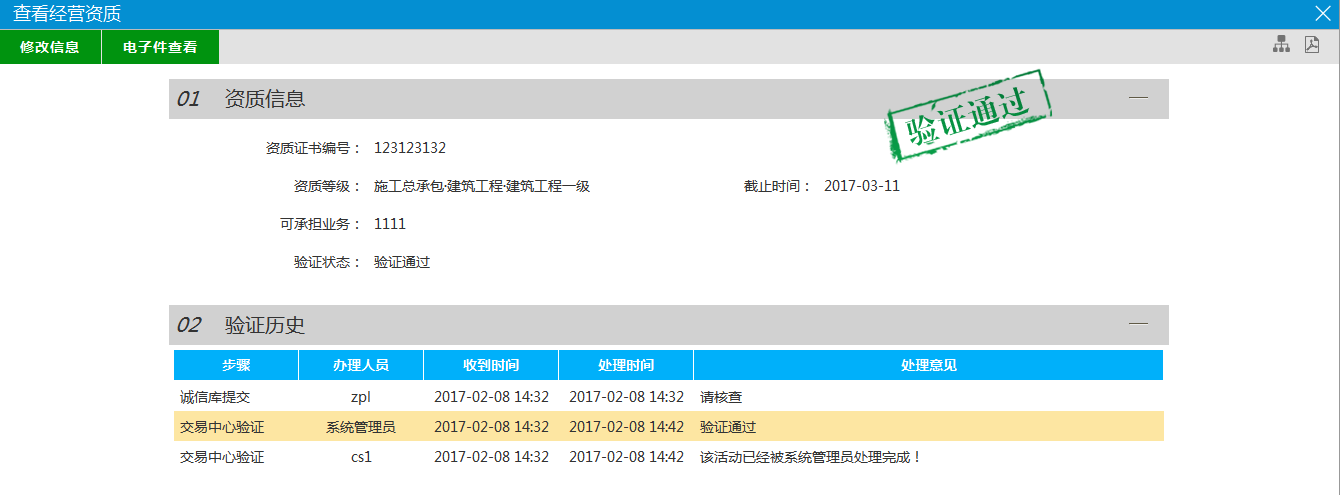 查看经营资质
修改信息 电子件查看
01 资质信息
验证通过
资质证书编号： 123123132
资质等级： 施工总承包·建筑工程·建筑工程一级 截止时间： 2017-03-11
可承担业务： 1111
验证状态： 验证通过
02 验证历史
步骤 办理人员 收到时间 处理时间 处理意见
诚信库提交 zpl 2017-02-08 14:32 2017-02-08 14:32 请核查
交易中心验证 系统管理员 2017-02-08 14:32 2017-02-08 14:42 验证通过
交易中心验证 cs1 2017-02-08 14:32 2017-02-08 14:42 该活动已经被系统管理员处理完成！